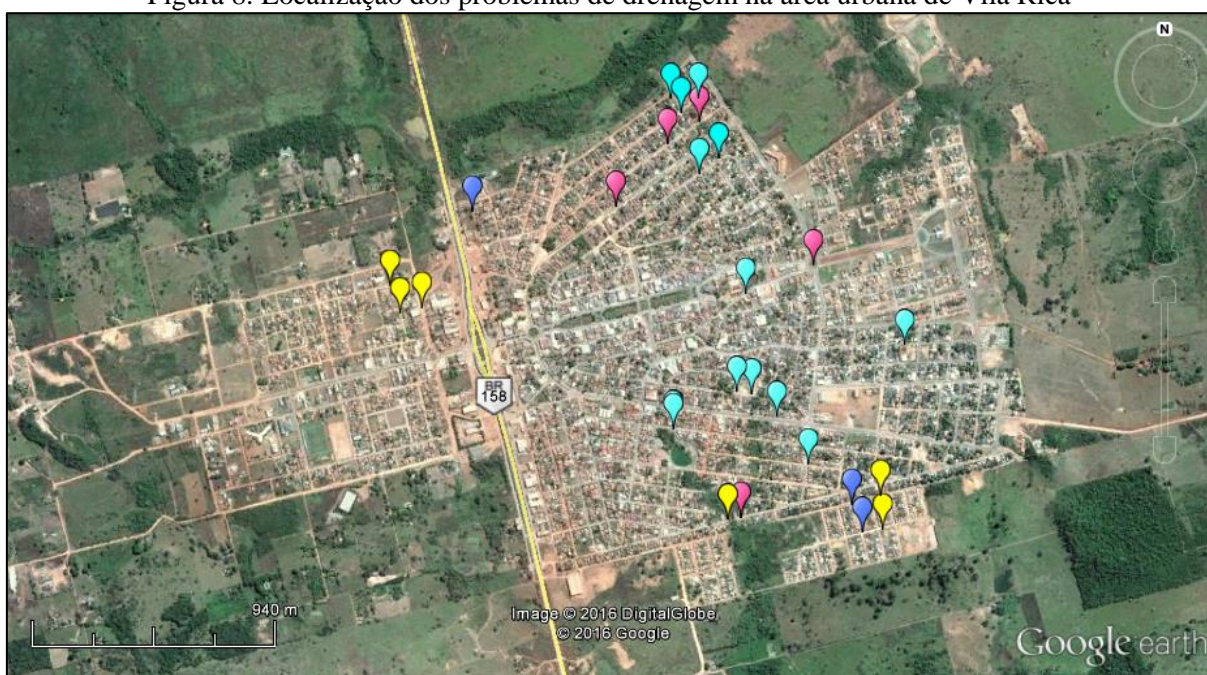 Figura 8. Localização dos problemas de drenagem na área urbana de Vila Rica
N
BR
158
940 m
Image © 2016 DigitalGlobe
© 2016 Google
Google earth